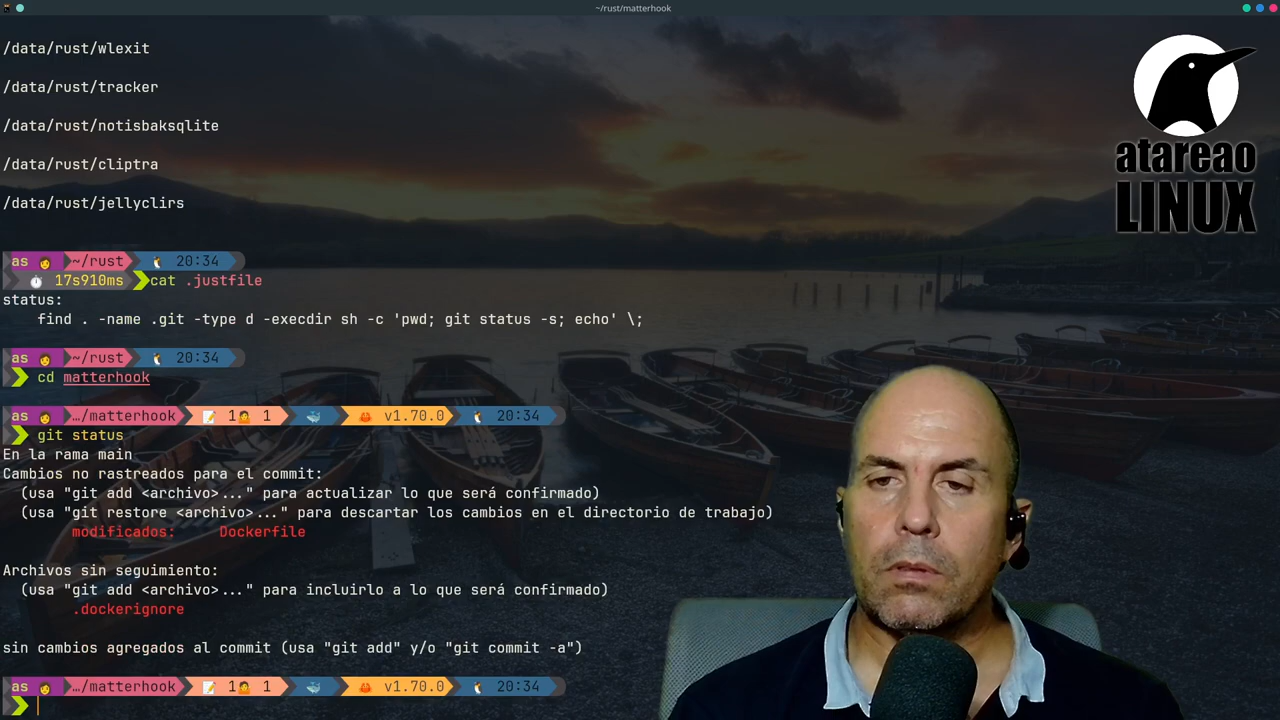 ~/rust/matterhook
/data/rust/wlexit
/data/rust/tracker
/data/rust/notisbaksqlite
/data/rust/cliptra
/data/rust/jellyclirs
atareao
LINUX
as ~/rust 20:34
17s910ms cat .justfile
status:
find . -name .git -type d -execdir sh -c 'pwd; git status -s; echo' \;
as ~/rust 20:34
cd matterhook
as …/matterhook 1 1 v1.70.0 20:34
git status
En la rama main
Cambios no rastreados para el commit:
(usa "git add <archivo>..." para actualizar lo que será confirmado)
(usa "git restore <archivo>..." para descartar los cambios en el directorio de trabajo)
modificados: Dockerfile
Archivos sin seguimiento:
(usa "git add <archivo>..." para incluirlo a lo que será confirmado)
.dockerignore
sin cambios agregados al commit (usa "git add" y/o "git commit -a")
as …/matterhook 1 1 v1.70.0 20:34